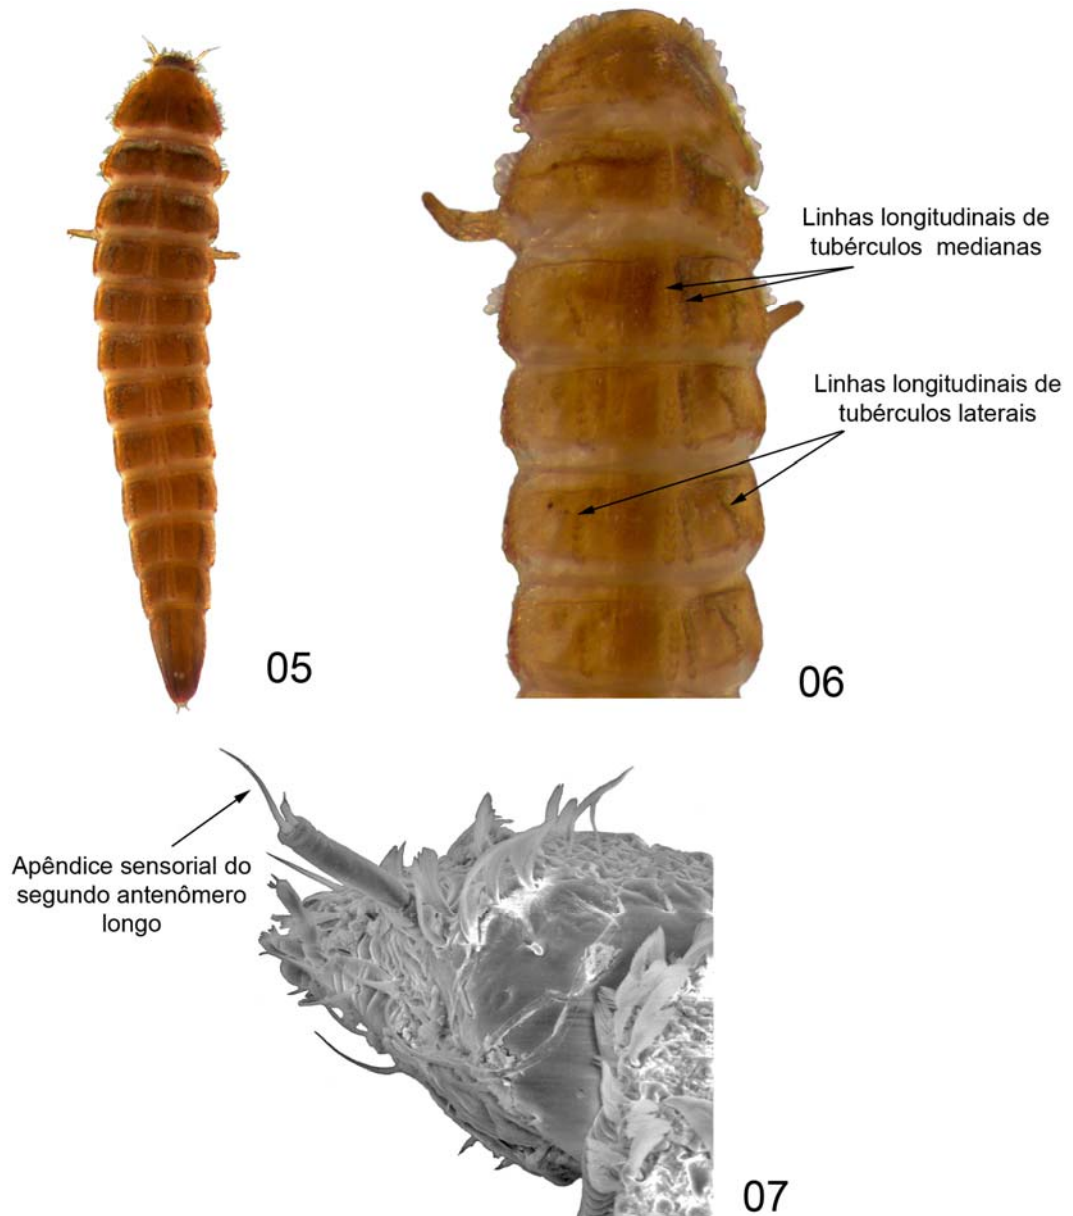 Linhas longitudinais de
tubérculos medianas
Linhas longitudinais de
tubérculos laterais
05
06
Apêndice sensorial do
segundo antenômero
longo
07